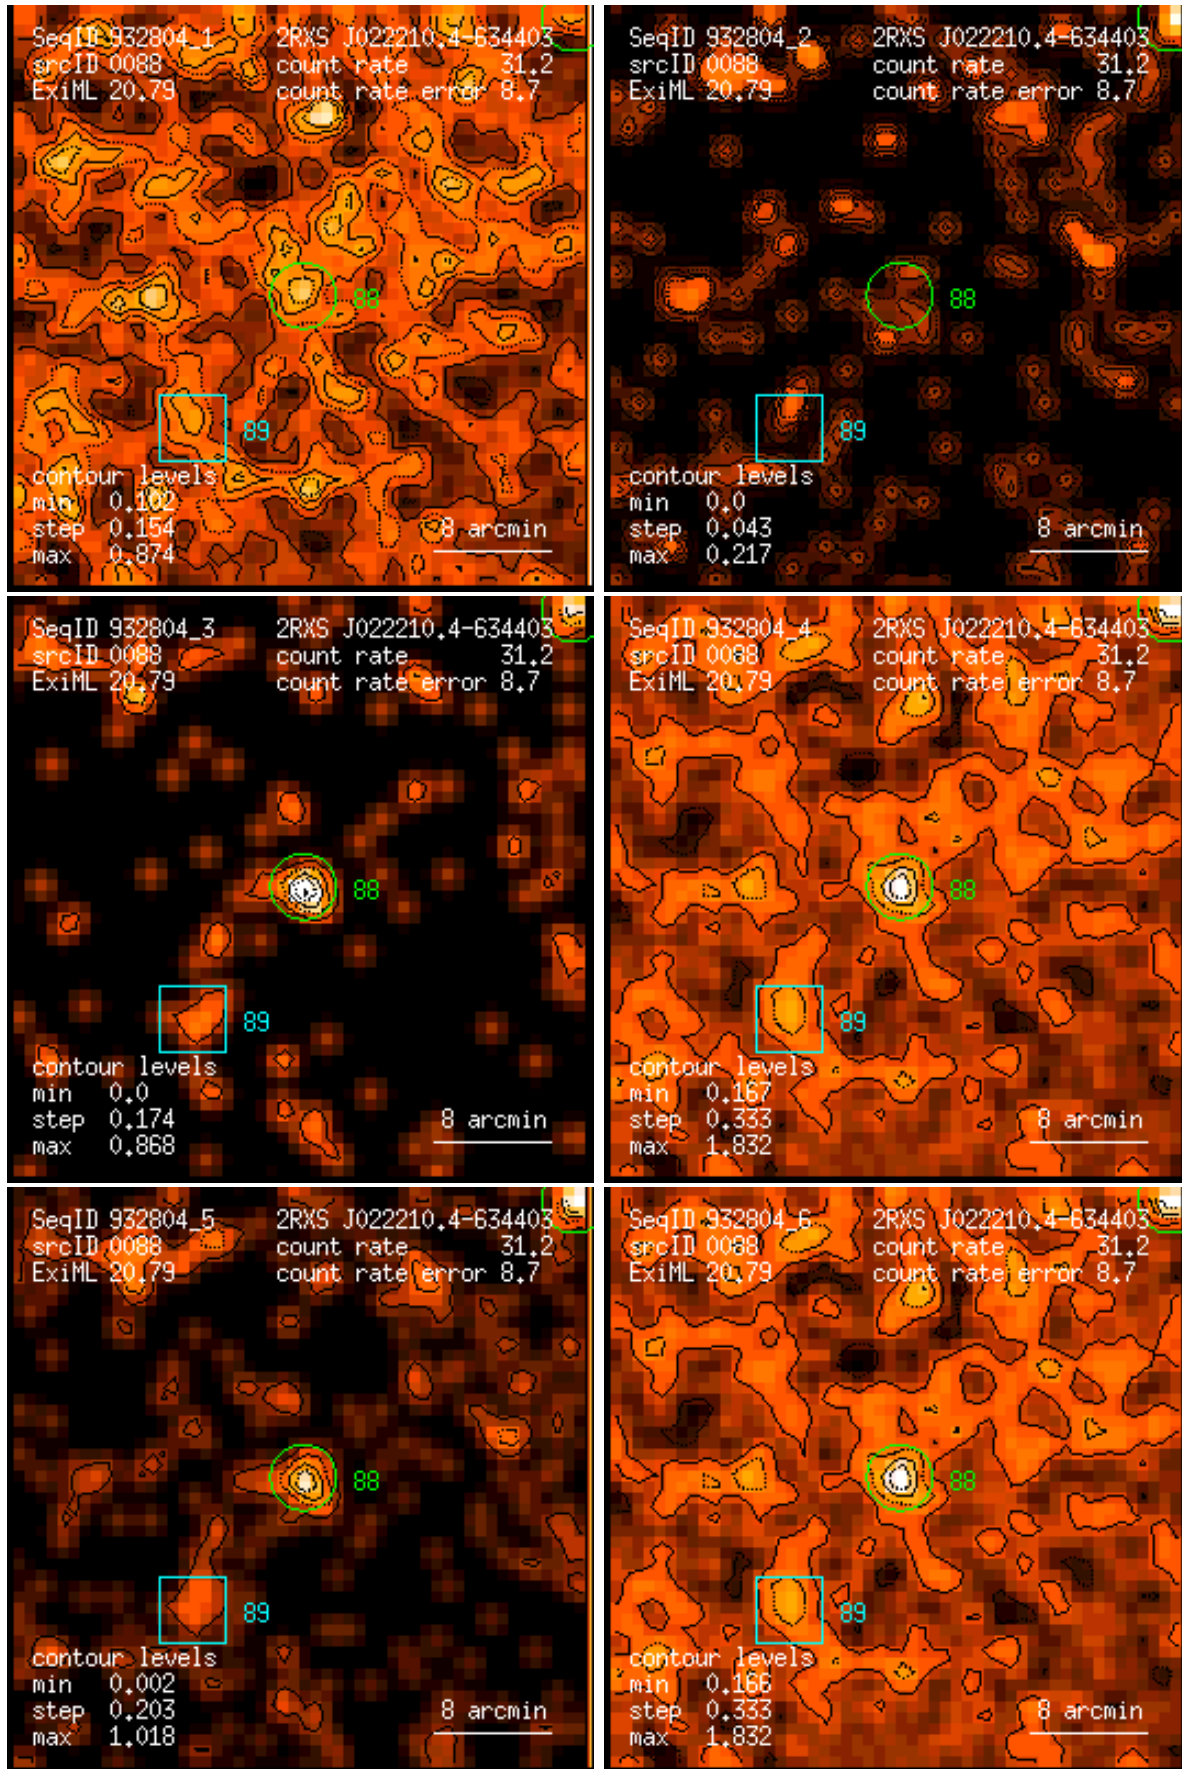 SeqID 932804_1 2RXS J022210.4-634403
srcID 0088 count rate 31.2
ExiML 20.79 count rate error 8.7
88
89
contour levels
min 0.102
step 0.154
max 0.874
8 arcmin
SeqID 932804_2 2RXS J022210.4-634403
srcID 0088 count rate 31.2
ExiML 20.79 count rate error 8.7
88
89
contour levels
min 0.0
step 0.043
max 0.217
8 arcmin
SeqID 932804_3 2RXS J022210.4-634403
srcID 0088 count rate 31.2
ExiML 20.79 count rate error 8.7
88
89
contour levels
min 0.0
step 0.174
max 0.868
8 arcmin
SeqID 932804_4 2RXS J022210.4-634403
srcID 0088 count rate 31.2
ExiML 20.79 count rate error 8.7
88
89
contour levels
min 0.167
step 0.333
max 1.832
8 arcmin
SeqID 932804_5 2RXS J022210.4-634403
srcID 0088 count rate 31.2
ExiML 20.79 count rate error 8.7
88
89
contour levels
min 0.002
step 0.203
max 1.018
8 arcmin
SeqID 932804_6 2RXS J022210.4-634403
srcID 0088 count rate 31.2
ExiML 20.79 count rate error 8.7
88
89
contour levels
min 0.166
step 0.333
max 1.832
8 arcmin